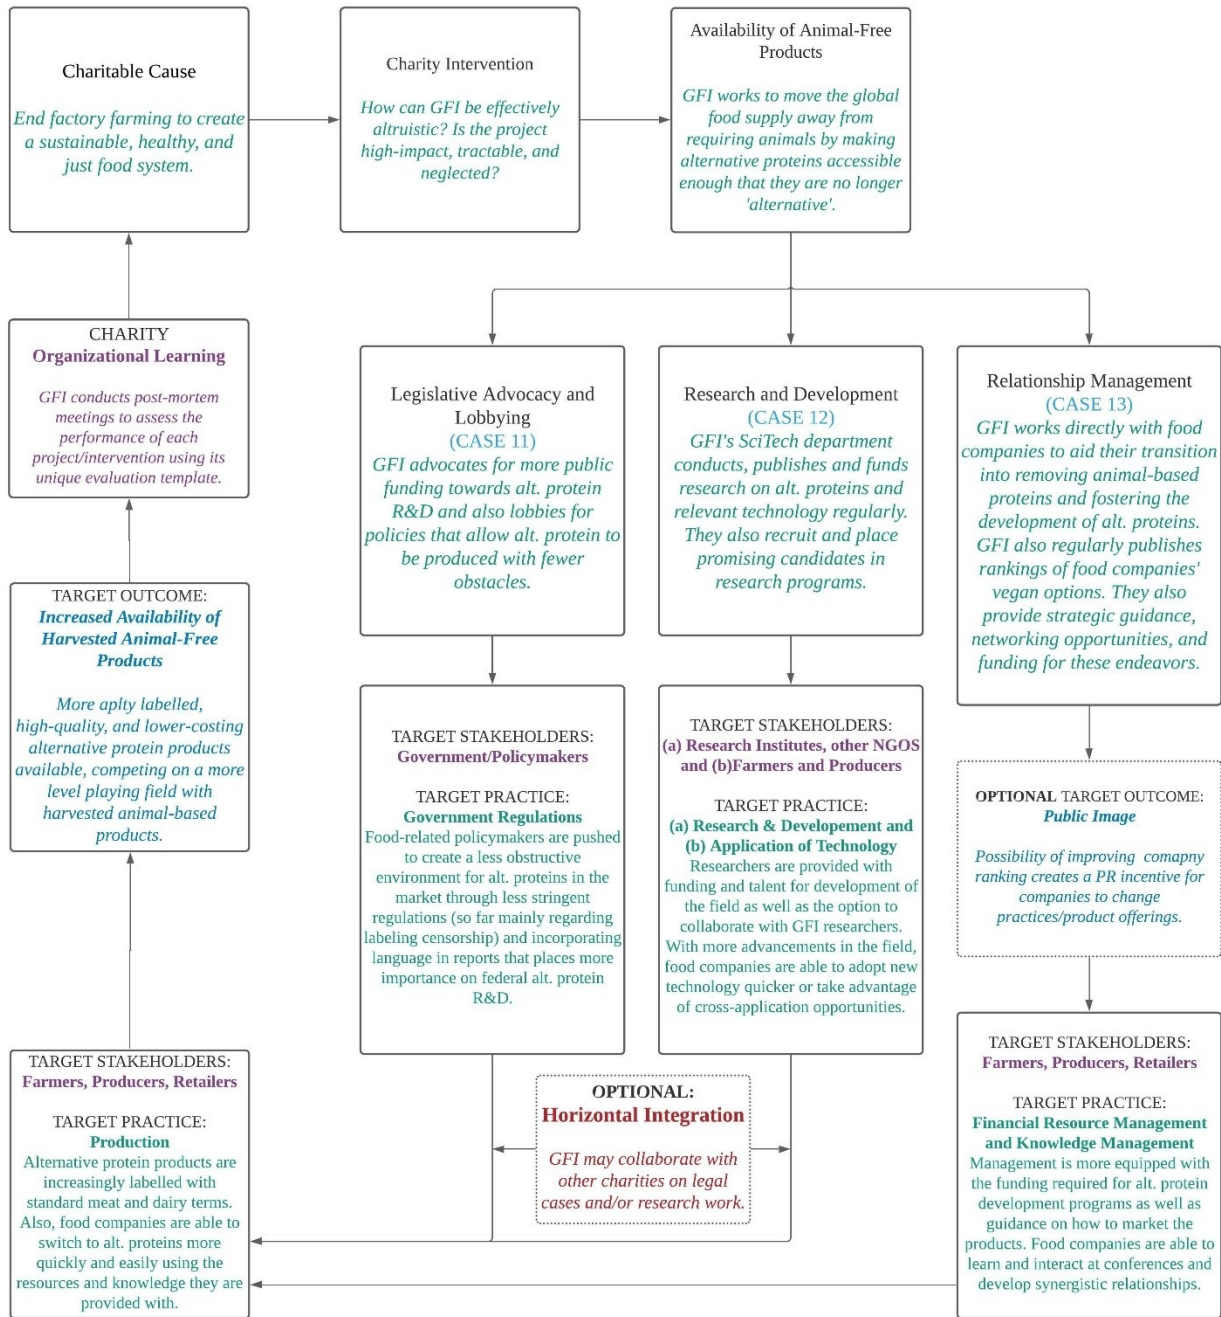 Charitable Cause
End factory farming to create
a sustainable, healthy, and
just food system.
Charity Intervention
How can GFI be effectively
altruistic? Is the project
high-impact, tractable, and
neglected?
Availability of Animal-Free
Products
GFI works to move the global
food supply away from
requiring animals by making
alternative proteins accessible
enough that they are no longer
'alternative'.
CHARITY
Organizational Learning
GFI conducts post-mortem
meetings to assess the
performance of each
project/intervention using its
unique evaluation template.
Legislative Advocacy and
Lobbying
(CASE 11)
GFI advocates for more public
funding towards alt. protein
R&D and also lobbies for
policies that allow alt. protein to
be produced with fewer
obstacles.
Research and Development
(CASE 12)
GFI's SciTech department
conducts, publishes and funds
research on alt. proteins and
relevant technology regularly.
They also recruit and place
promising candidates in
research programs.
Relationship Management
(CASE 13)
GFI works directly with food
companies to aid their transition
into removing animal-based
proteins and fostering the
development of alt. proteins.
GFI also regularly publishes
rankings of food companies'
vegan options. They also
provide strategic guidance,
networking opportunities, and
funding for these endeavors.
TARGET OUTCOME:
Increased Availability of
Harvested Animal-Free
Products
More aplty labelled,
high-quality, and lower-costing
alternative protein products
available, competing on a more
level playing field with
harvested animal-based
products.
TARGET STAKEHOLDERS:
Government/Policymakers
TARGET PRACTICE:
Government Regulations
Food-related policymakers are pushed
to create a less obstructive
environment for alt. proteins in the
market through less stringent
regulations (so far mainly regarding
labeling censorship) and incorporating
language in reports that places more
importance on federal alt. protein
R&D.
TARGET STAKEHOLDERS:
(a) Research Institutes, other NGOS
and (b)Farmers and Producers
TARGET PRACTICE:
(a) Research & Developement and
(b) Application of Technology
Researchers are provided with
funding and talent for development of
the field as well as the option to
collaborate with GFI researchers.
With more advancements in the field,
food companies are able to adopt new
technology quicker or take advantage
of cross-application opportunities.
OPTIONAL TARGET OUTCOME:
Public Image
Possibility of improving comapny
ranking creates a PR incentive for
companies to change
practices/product offerings.
TARGET STAKEHOLDERS:
Farmers, Producers, Retailers
TARGET PRACTICE:
Production
Alternative protein products are
increasingly labelled with
standard meat and dairy terms.
Also, food companies are able to
switch to alt. proteins more
quickly and easily using the
resources and knowledge they are
provided with.
OPTIONAL:
Horizontal Integration
GFI may collaborate with
other charities on legal
cases and/or research work.
TARGET STAKEHOLDERS:
Farmers, Producers, Retailers
TARGET PRACTICE:
Financial Resource Management
and Knowledge Management
Management is more equipped with
the funding required for alt. protein
development programs as well as
guidance on how to market the
products. Food companies are able to
learn and interact at conferences and
develop synergistic relationships.